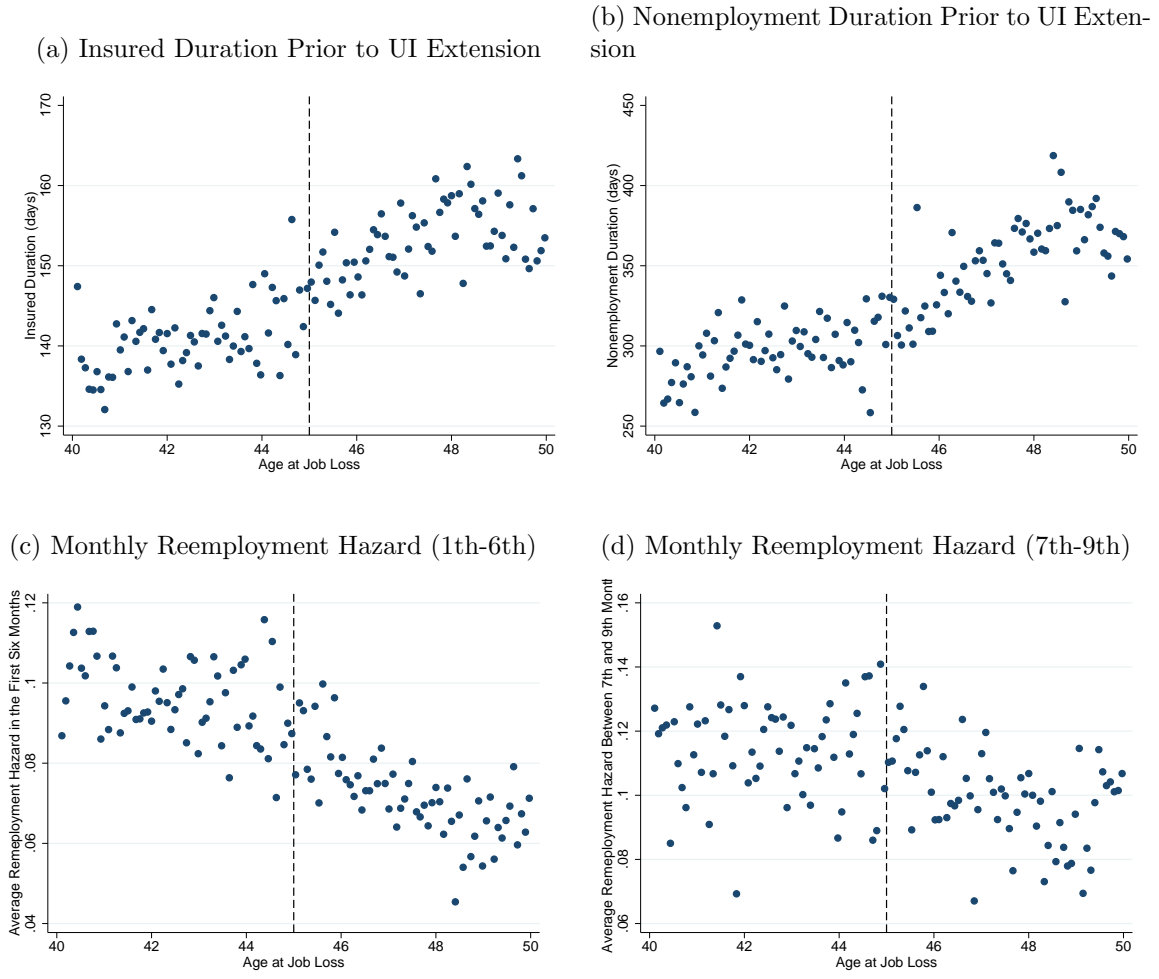 (a) Insured Duration Prior to UI Extension
(b) Nonemployment Duration Prior to UI Exten-
sion
Insured Duration (days)
170
160
150
140
130
40 42 44 46 48 50
Age at Job Loss
Nonemployment Duration (days)
450
400
350
300
250
40 42 44 46 48 50
Age at Job Loss
(c) Monthly Reemployment Hazard (1th-6th)
(d) Monthly Reemployment Hazard (7th-9th)
Average Remeployment Hazard in the First Six Months
.12
.1
.08
.06
.04
40 42 44 46 48 50
Age at Job Loss
Average Remeployment Hazard Between 7th and 9th Mont
.16
.14
.12
.1
.08
.06
40 42 44 46 48 50
Age at Job Loss